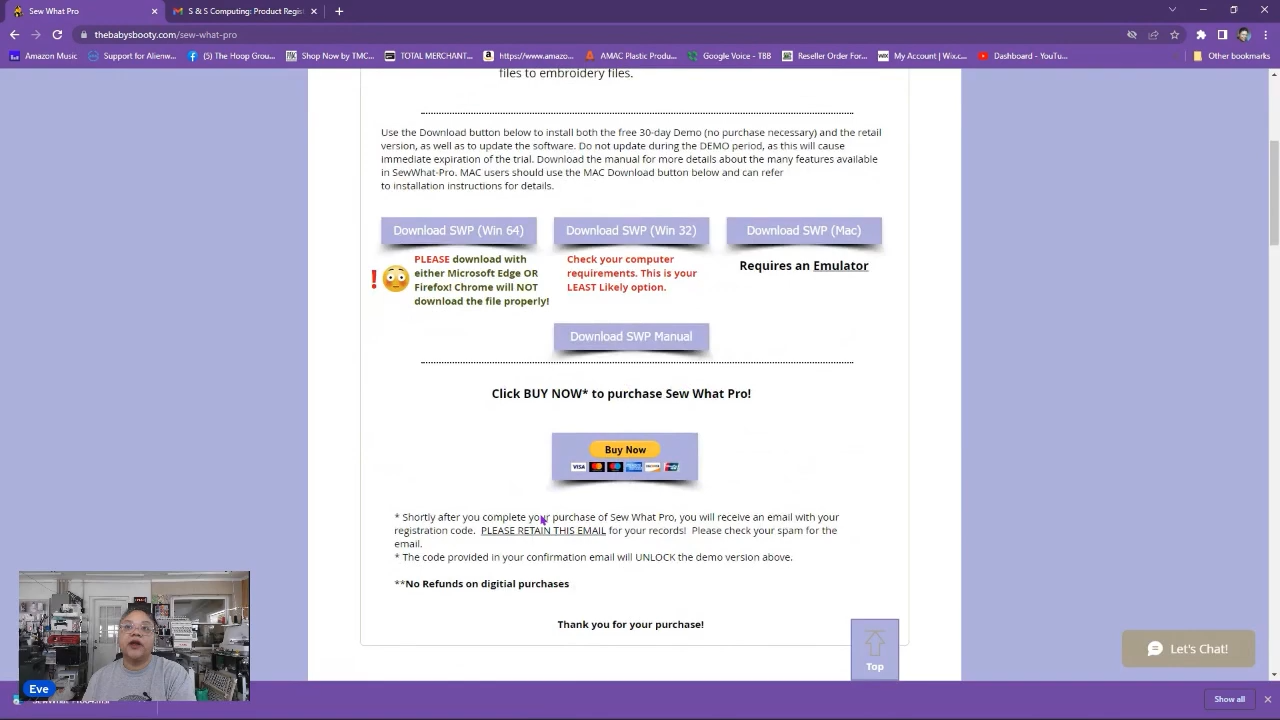 Sew What Pro
S & S Computing: Product Regist
thebabysbooty.com/sew-what-pro
Amazon Music
Support for Alienw...
(7) The Hoop Group...
Shop Now by TMC...
TOTAL MERCHANT...
https://www.amazo...
AMAC Plastic Produ...
Google Voice - TBB
Reseller Order For...
My Account | Wix.c...
Dashboard - YouTu...
Other bookmarks
files to embroidery files.
Use the Download button below to install both the free 30-day Demo (no purchase necessary) and the retail
version, as well as to update the software. Do not update during the DEMO period, as this will cause
immediate expiration of the trial. Download the manual for more details about the many features available
in SewWhat-Pro. MAC users should use the MAC Download button below and can refer
to installation instructions for details.
Download SWP (Win 64)
Download SWP (Win 32)
Download SWP (Mac)
PLEASE download with
either Microsoft Edge OR
Firefox! Chrome will NOT
download the file properly!
Check your computer
requirements. This is your
LEAST Likely option.
Requires an Emulator
Download SWP Manual
Click BUY NOW* to purchase Sew What Pro!
Buy Now
VISA
* Shortly after you complete your purchase of Sew What Pro, you will receive an email with your
registration code. PLEASE RETAIN THIS EMAIL for your records! Please check your spam for the
email.
* The code provided in your confirmation email will UNLOCK the demo version above.
**No Refunds on digitial purchases
Thank you for your purchase!
Top
Let's Chat!
Eve
Show all